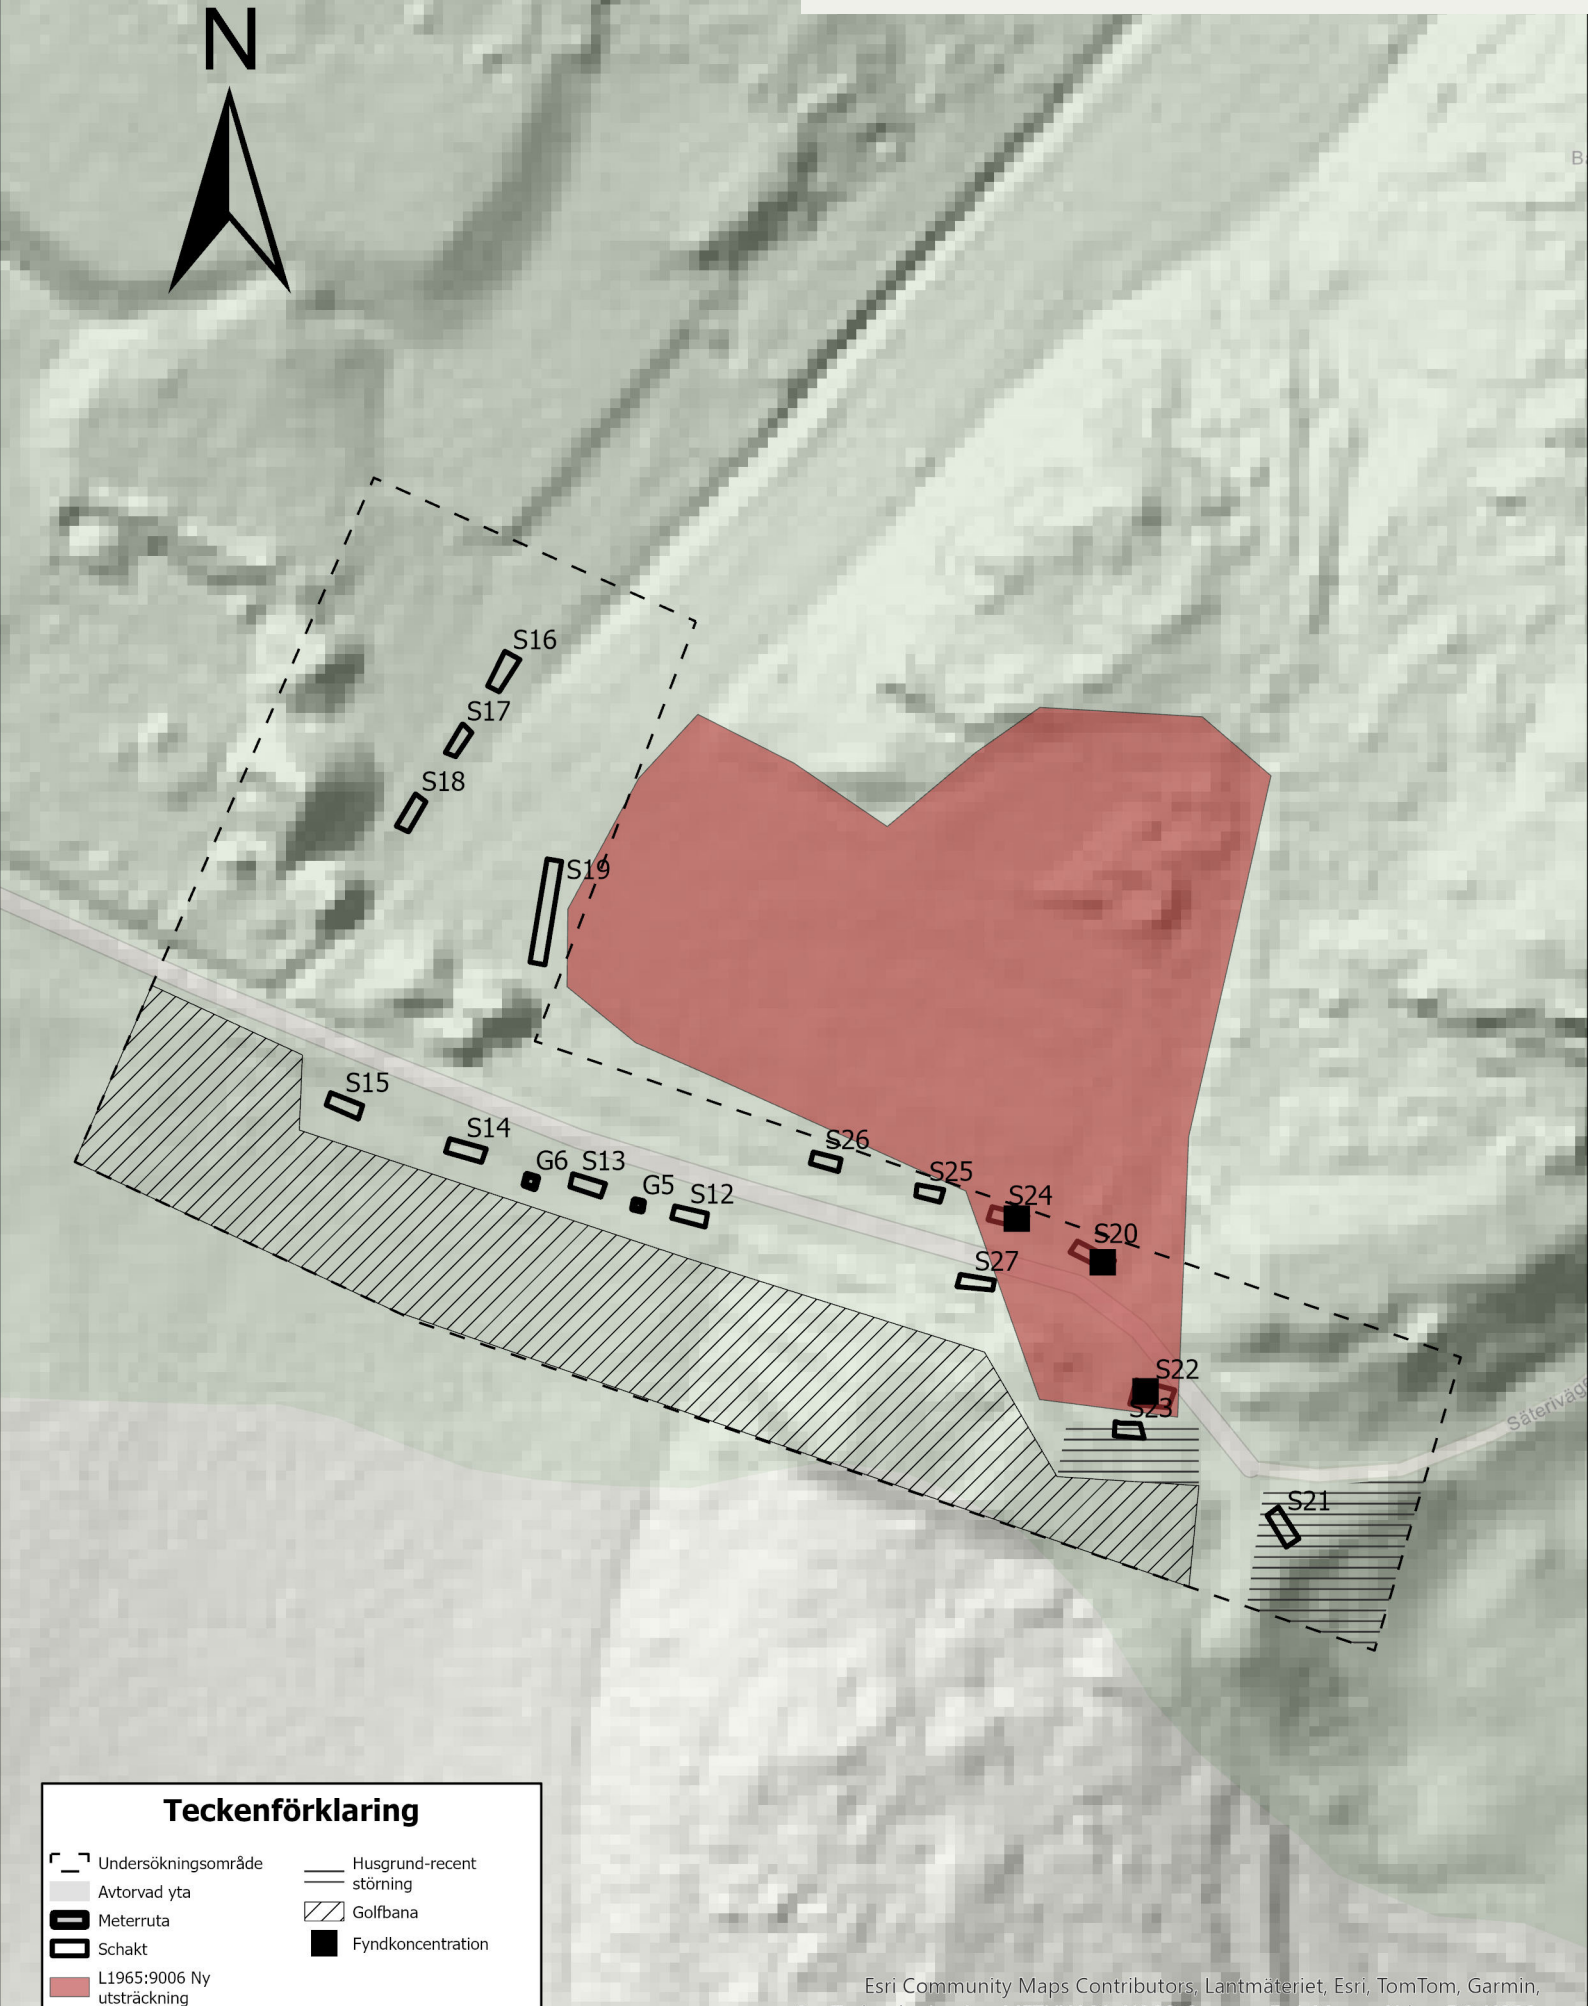 N
Ba
S16
S17
S18
S19
S15
S14
G6
S13
G5
S12
S26
S25
S24
S20
S27
S22
S23
S21
Säteriväge
Teckenförklaring
Undersökningsområde
Avtorvad yta
Meterruta
Schakt
L1965:9006 Ny
utsträckning
Husgrund-recent
störning
Golfbana
Fyndkoncentration
Esri Community Maps Contributors, Lantmäteriet, Esri, TomTom, Garmin,